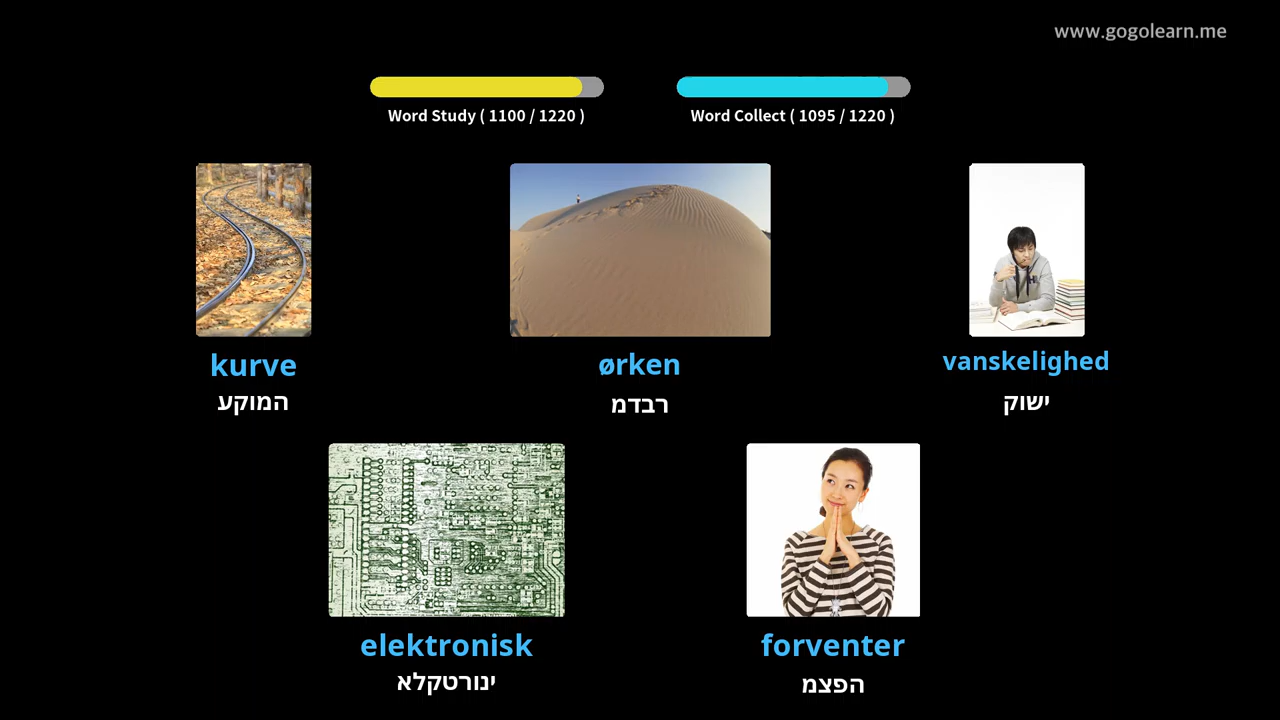 www.gogolearn.me
Word Study ( 1100 / 1220 )
Word Collect ( 1095 / 1220 )
kurve
המוקע
ørken
רבדמ
vanskelighed
ישוק
elektronisk
ינורטקלא
forventer
הפצמ